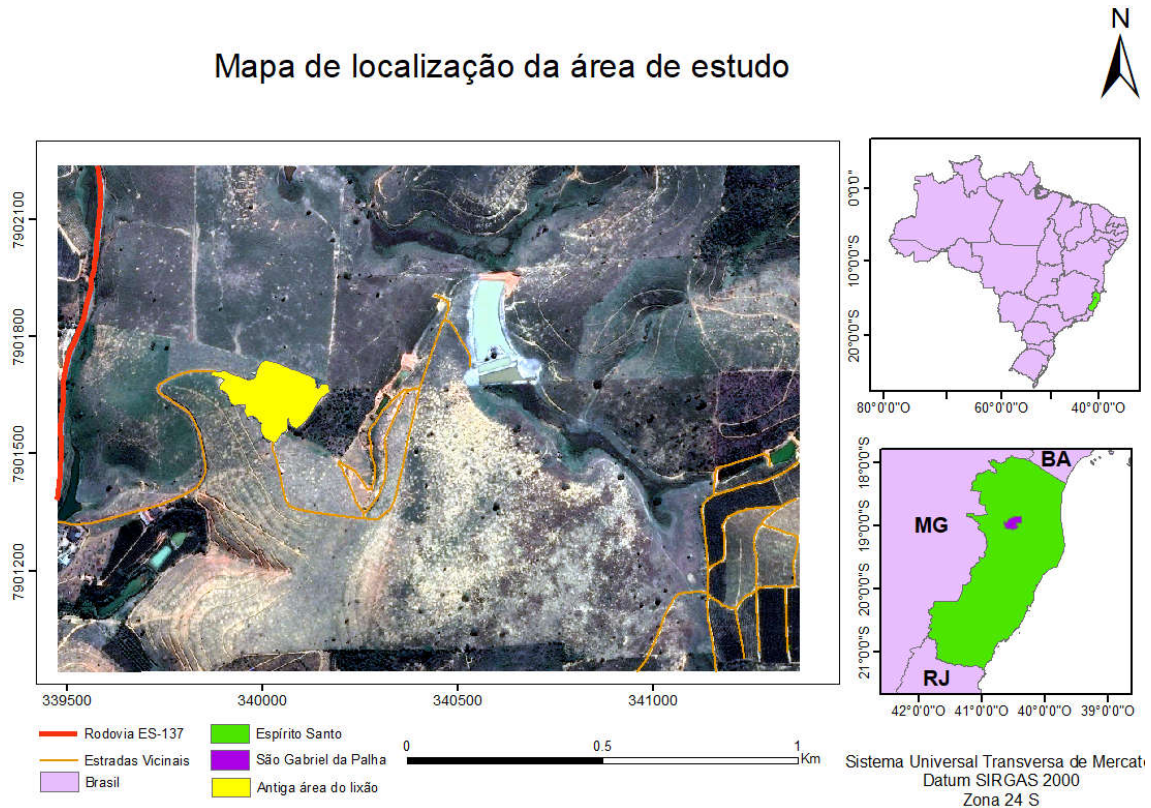 N
Mapa de localização da área de estudo
7902100
7901800
7901500
7901200
339500
340000
340500
341000
0°0'0"
10°0'0"S
20°0'0"S
80°0'0"O
60°0'0"O
40°0'0"O
BA
MG
RJ
18°0'0"S
19°0'0"S
20°0'0"S
21°0'0"S
42°0'0"O
41°0'0"O
40°0'0"O
39°0'0"O
Rodovia ES-137
Estradas Vicinais
Brasil
Espírito Santo
São Gabriel da Palha
Antiga área do lixão
0
0.5
1
Km
Sistema Universal Transversa de Mercat
Datum SIRGAS 2000
Zona 24 S